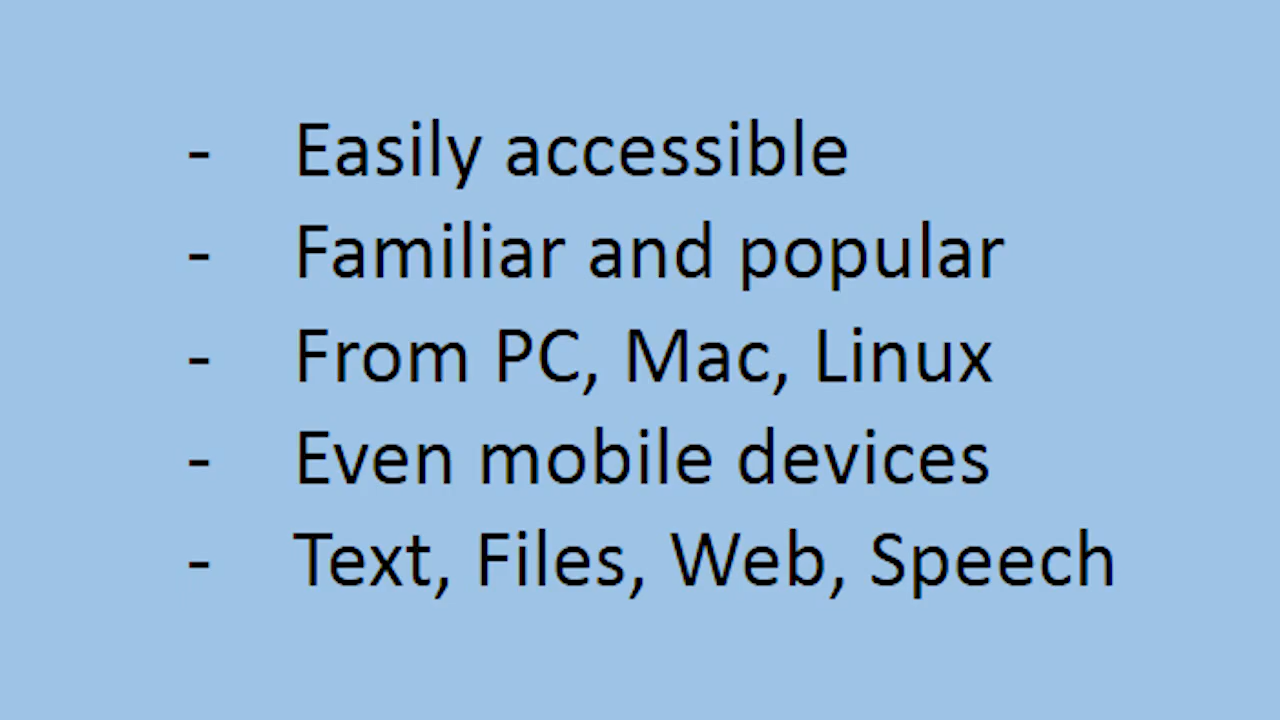 - Easily accessible
- Familiar and popular
- From PC, Mac, Linux
- Even mobile devices
- Text, Files, Web, Speech